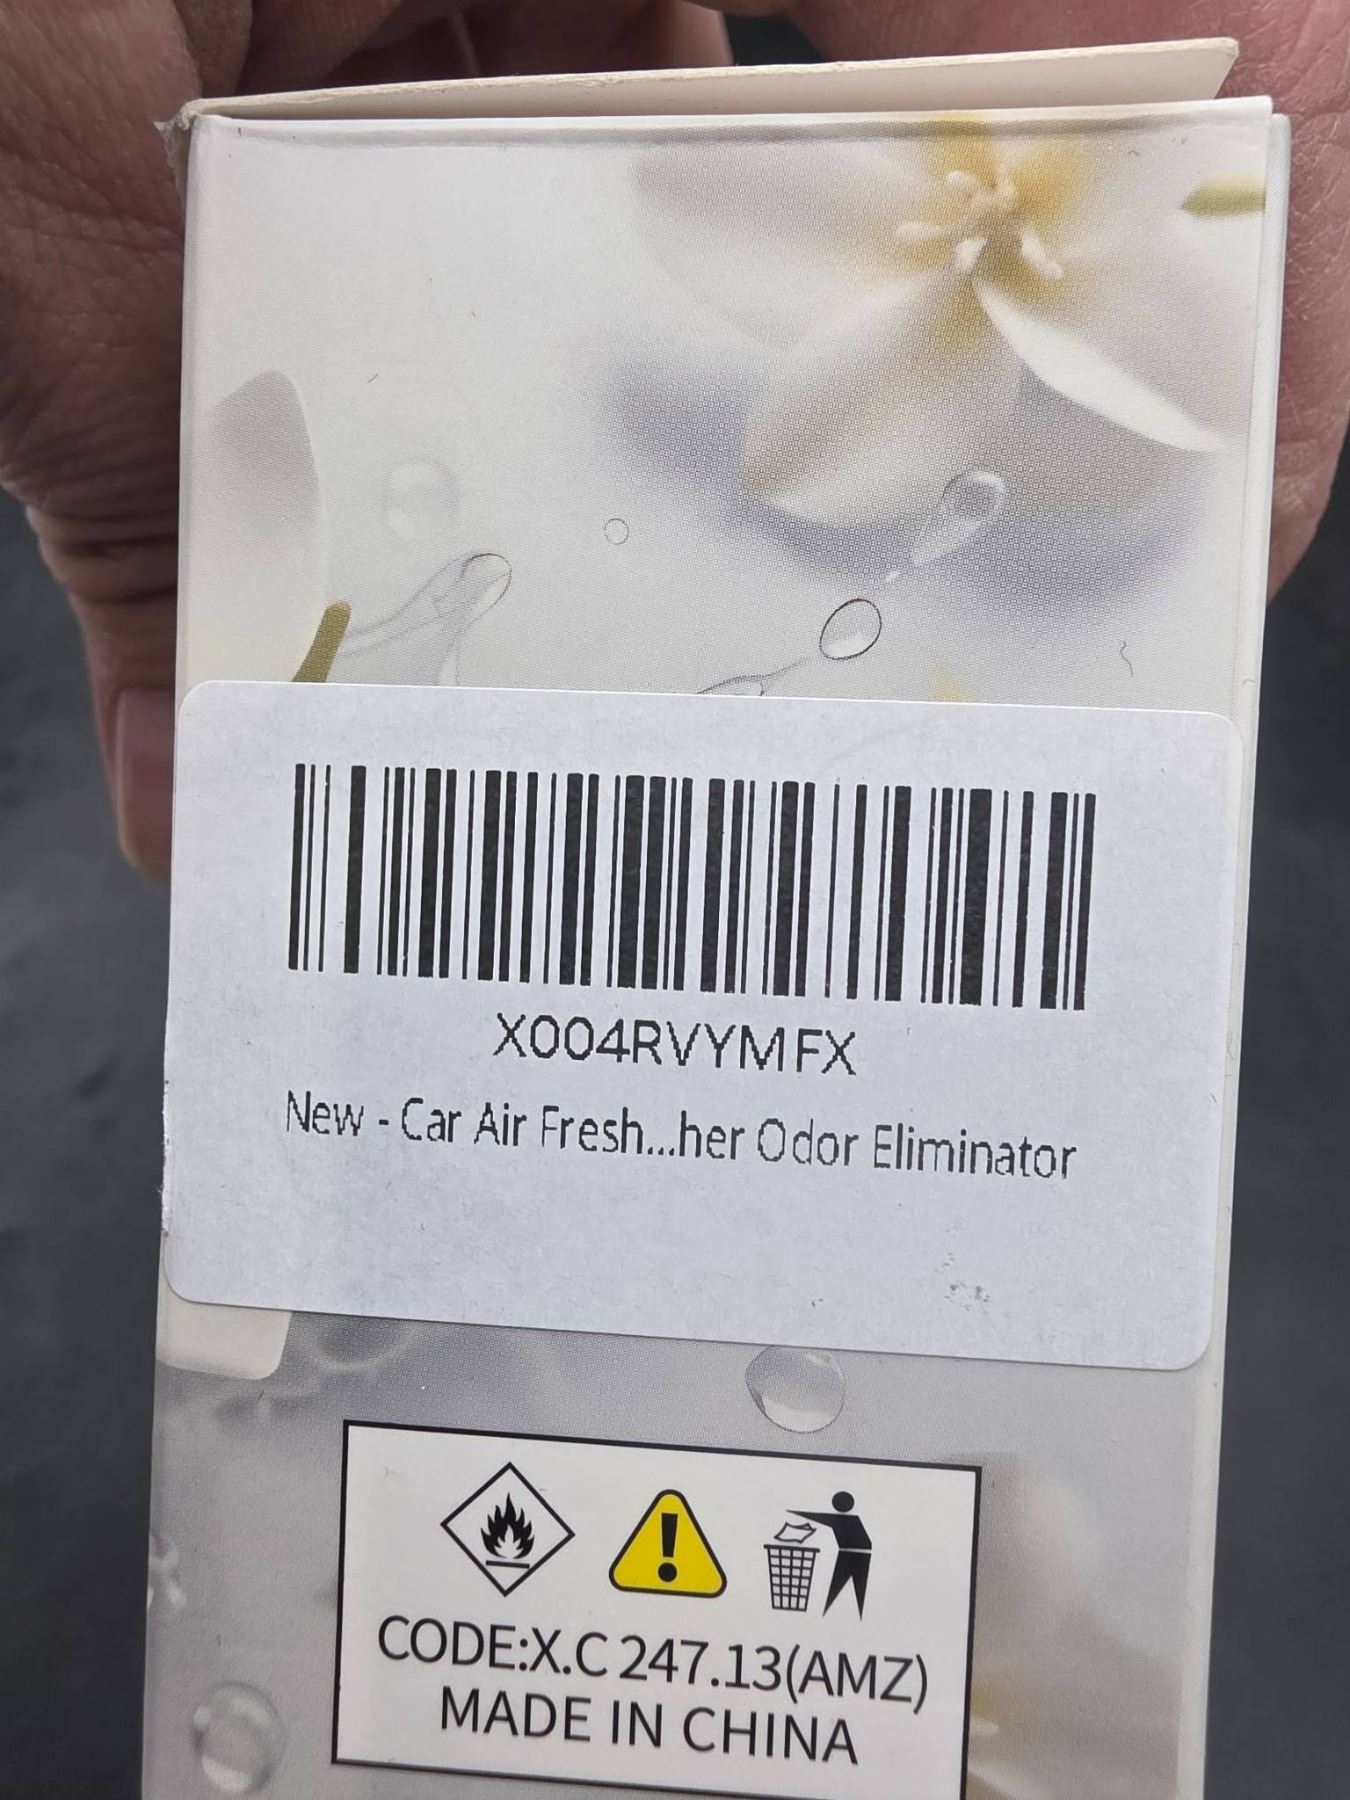 X004RVYMFX
New - Car Air Fresh...her Odor Eliminator
CODE:X.C 247.13(AMZ)
MADE IN CHINA